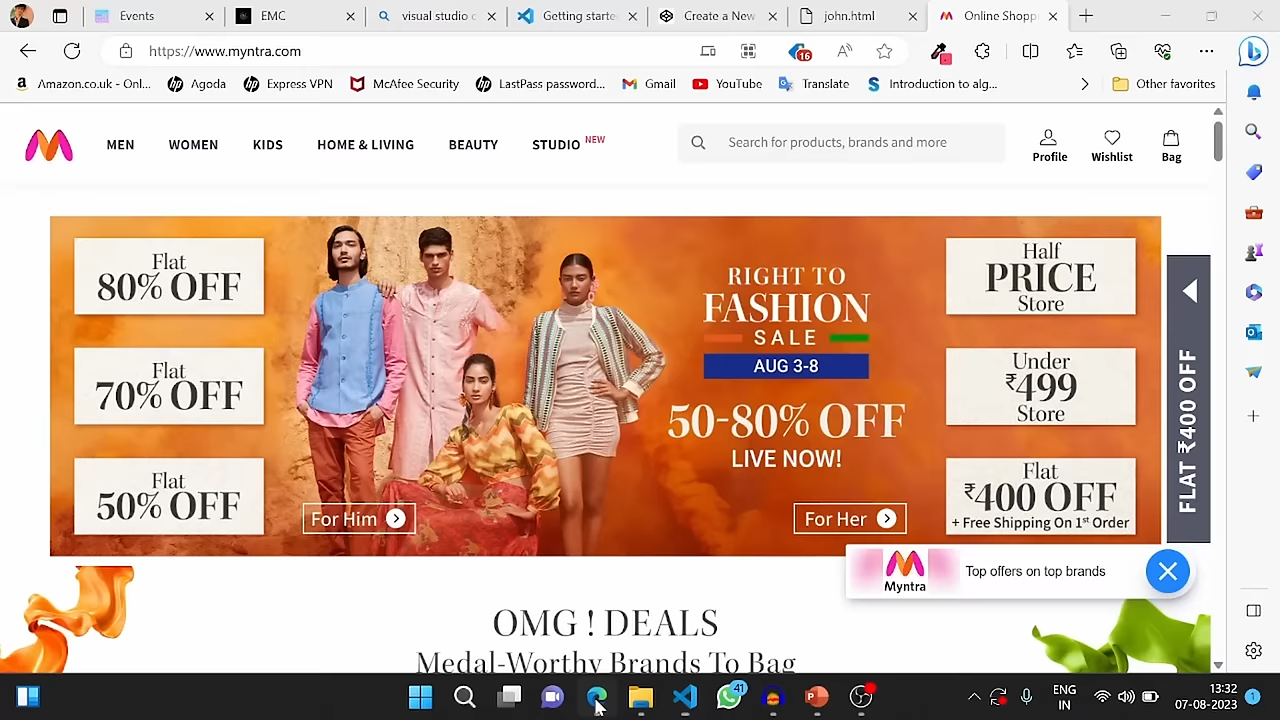 Events
EMC
visual studio c
Getting starte
Create a New
john.html
Online Shopp
https://www.myntra.com
16
Amazon.co.uk - Onl...
Agoda
Express VPN
McAfee Security
LastPass password...
Gmail
YouTube
Translate
Introduction to alg...
Other favorites
MEN
WOMEN
KIDS
HOME & LIVING
BEAUTY
STUDIO NEW
Search for products, brands and more
Profile
Wishlist
Bag
Flat
80% OFF
Flat
70% OFF
Flat
50% OFF
For Him
RIGHT TO
FASHION
SALE
AUG 3-8
50-80% OFF
LIVE NOW!
For Her
Half
PRICE
Store
Under
₹499
Store
Flat
₹400 OFF
+ Free Shipping On 1st Order
FLAT ₹400 OFF
Myntra
Top offers on top brands
OMG ! DEALS
Medal-Worthy Brands To Bag
41
ENG
IN
13:32
07-08-2023
1